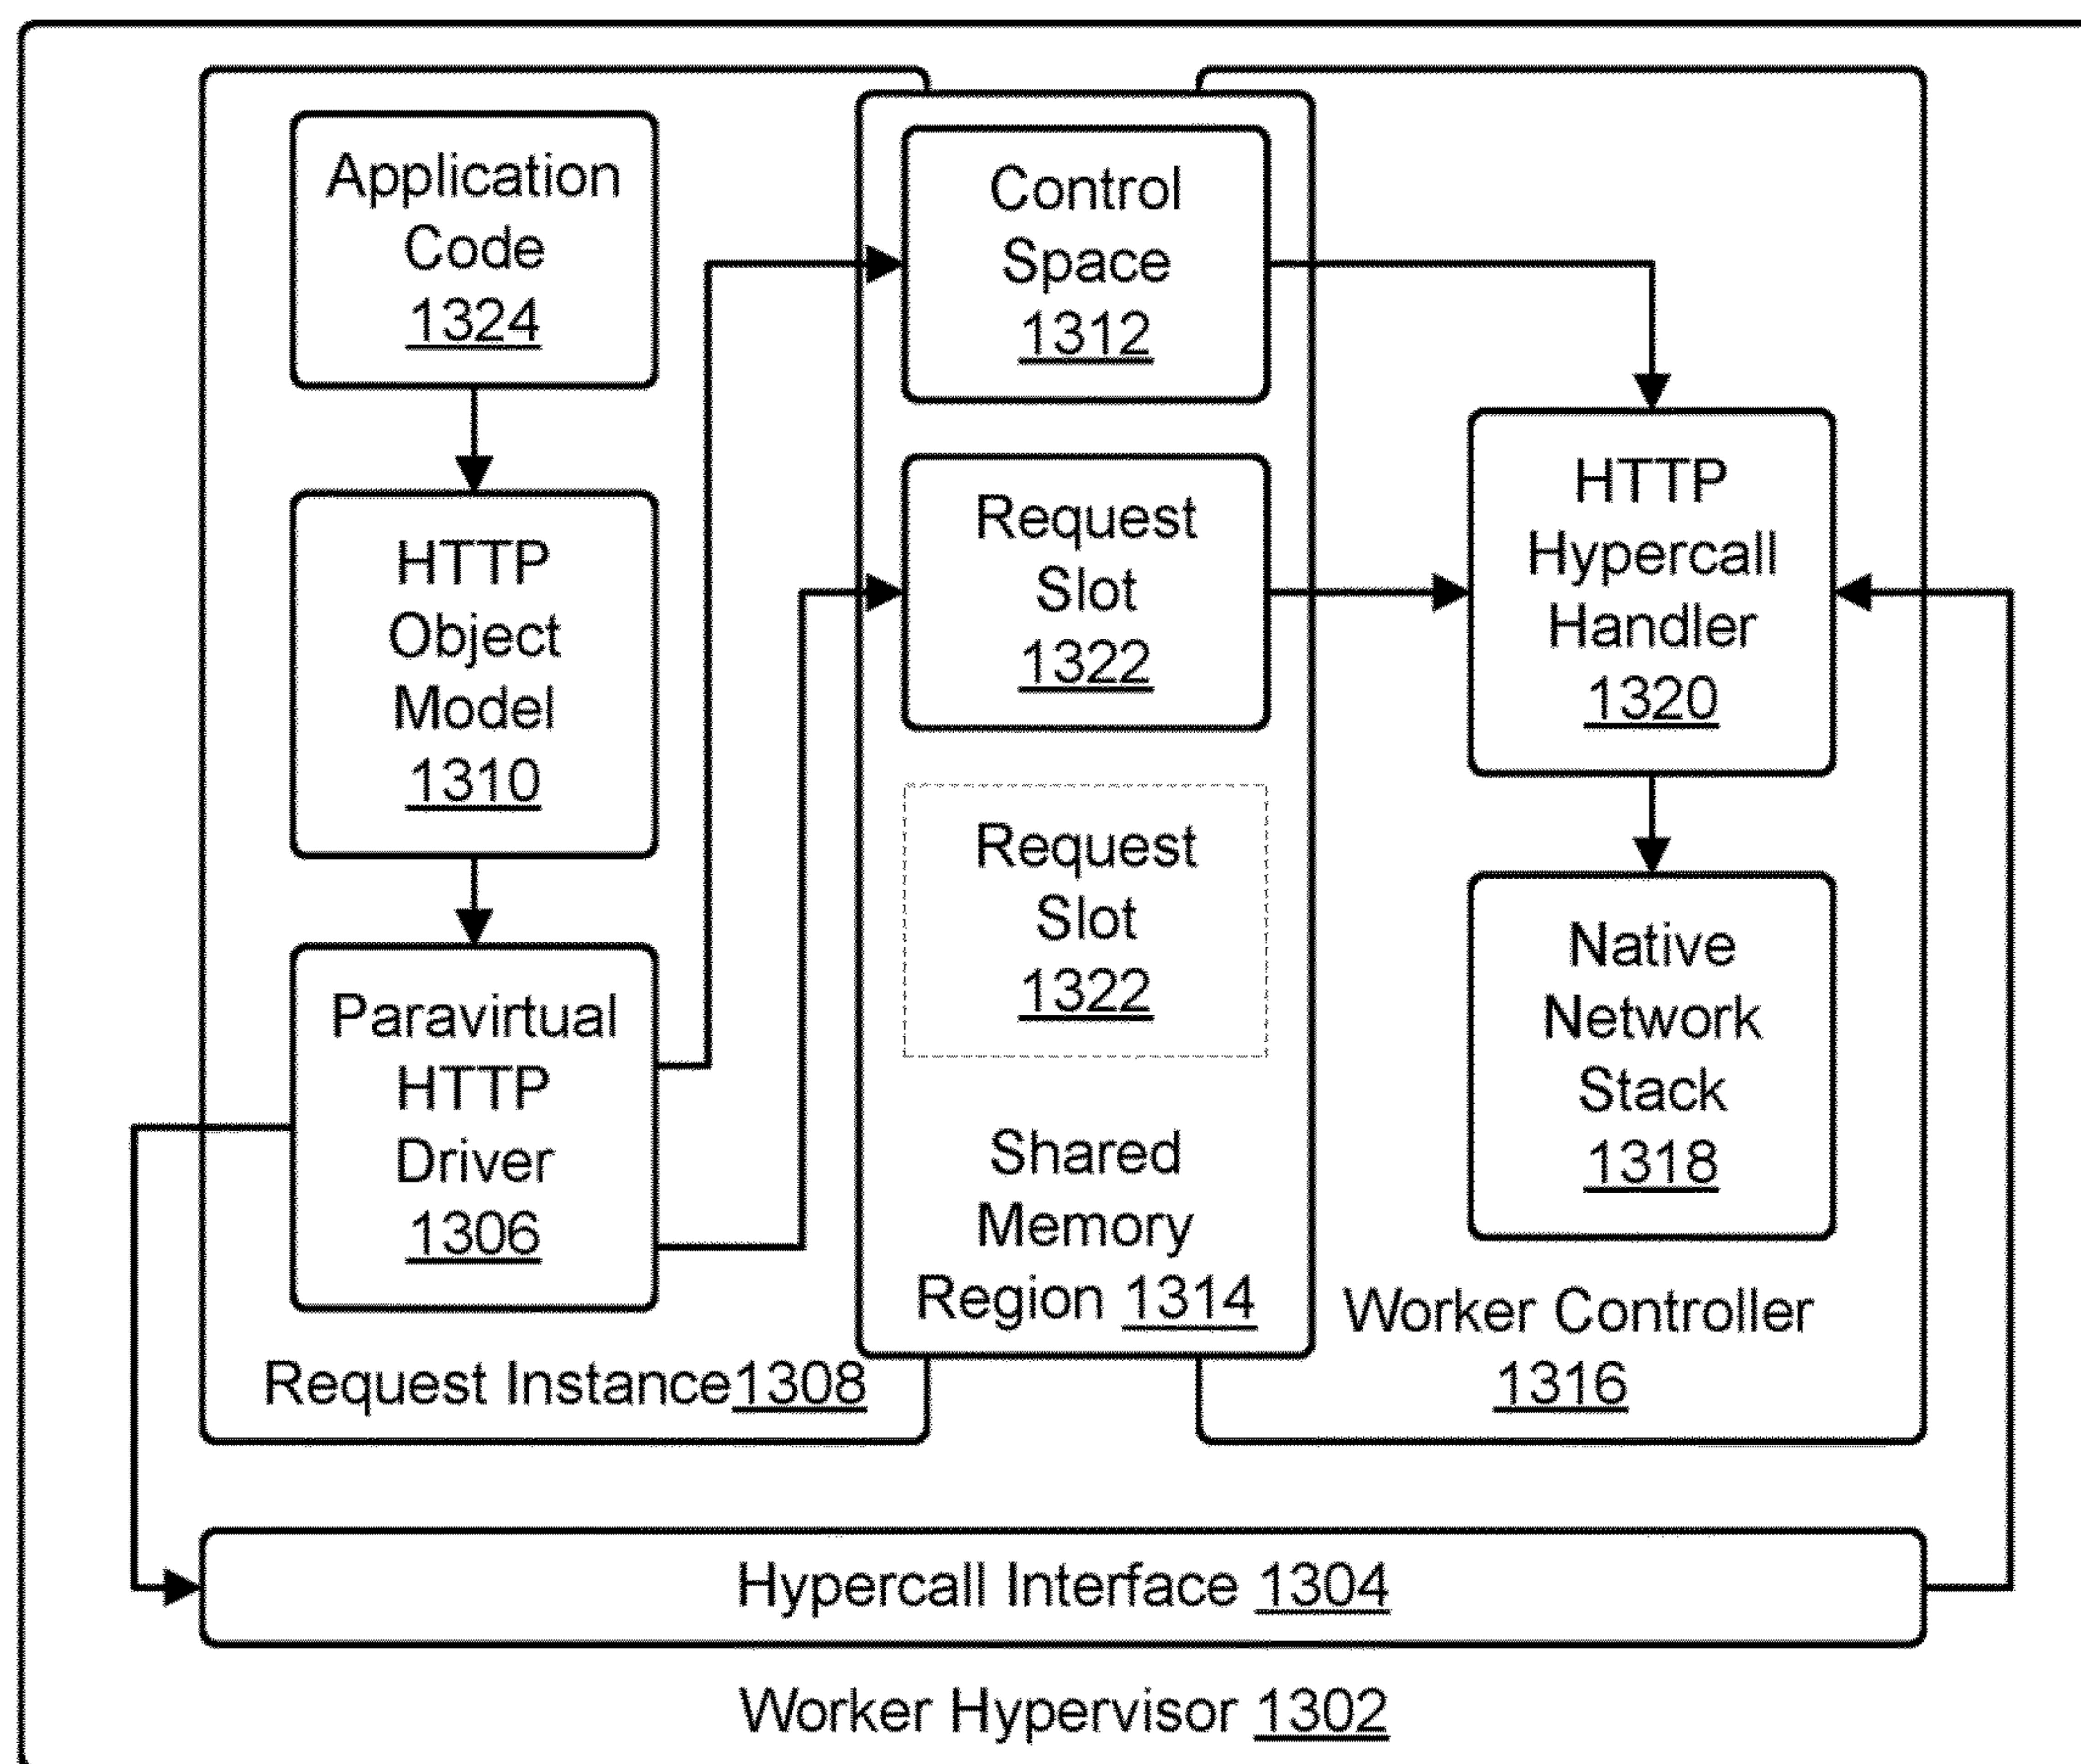 Application
Code
1324
HTTP
Object
Model
1310
Paravirtual
HTTP
Driver
1306
Request Instance1308
Control
Space
1312
Request
Slot
1322
Request
Slot
1322
Shared
Memory
Region 1314
HTTP
Hypercall
Handler
1320
Native
Network
Stack
1318
Worker Controller
1316
Hypercall Interface 1304
Worker Hypervisor 1302